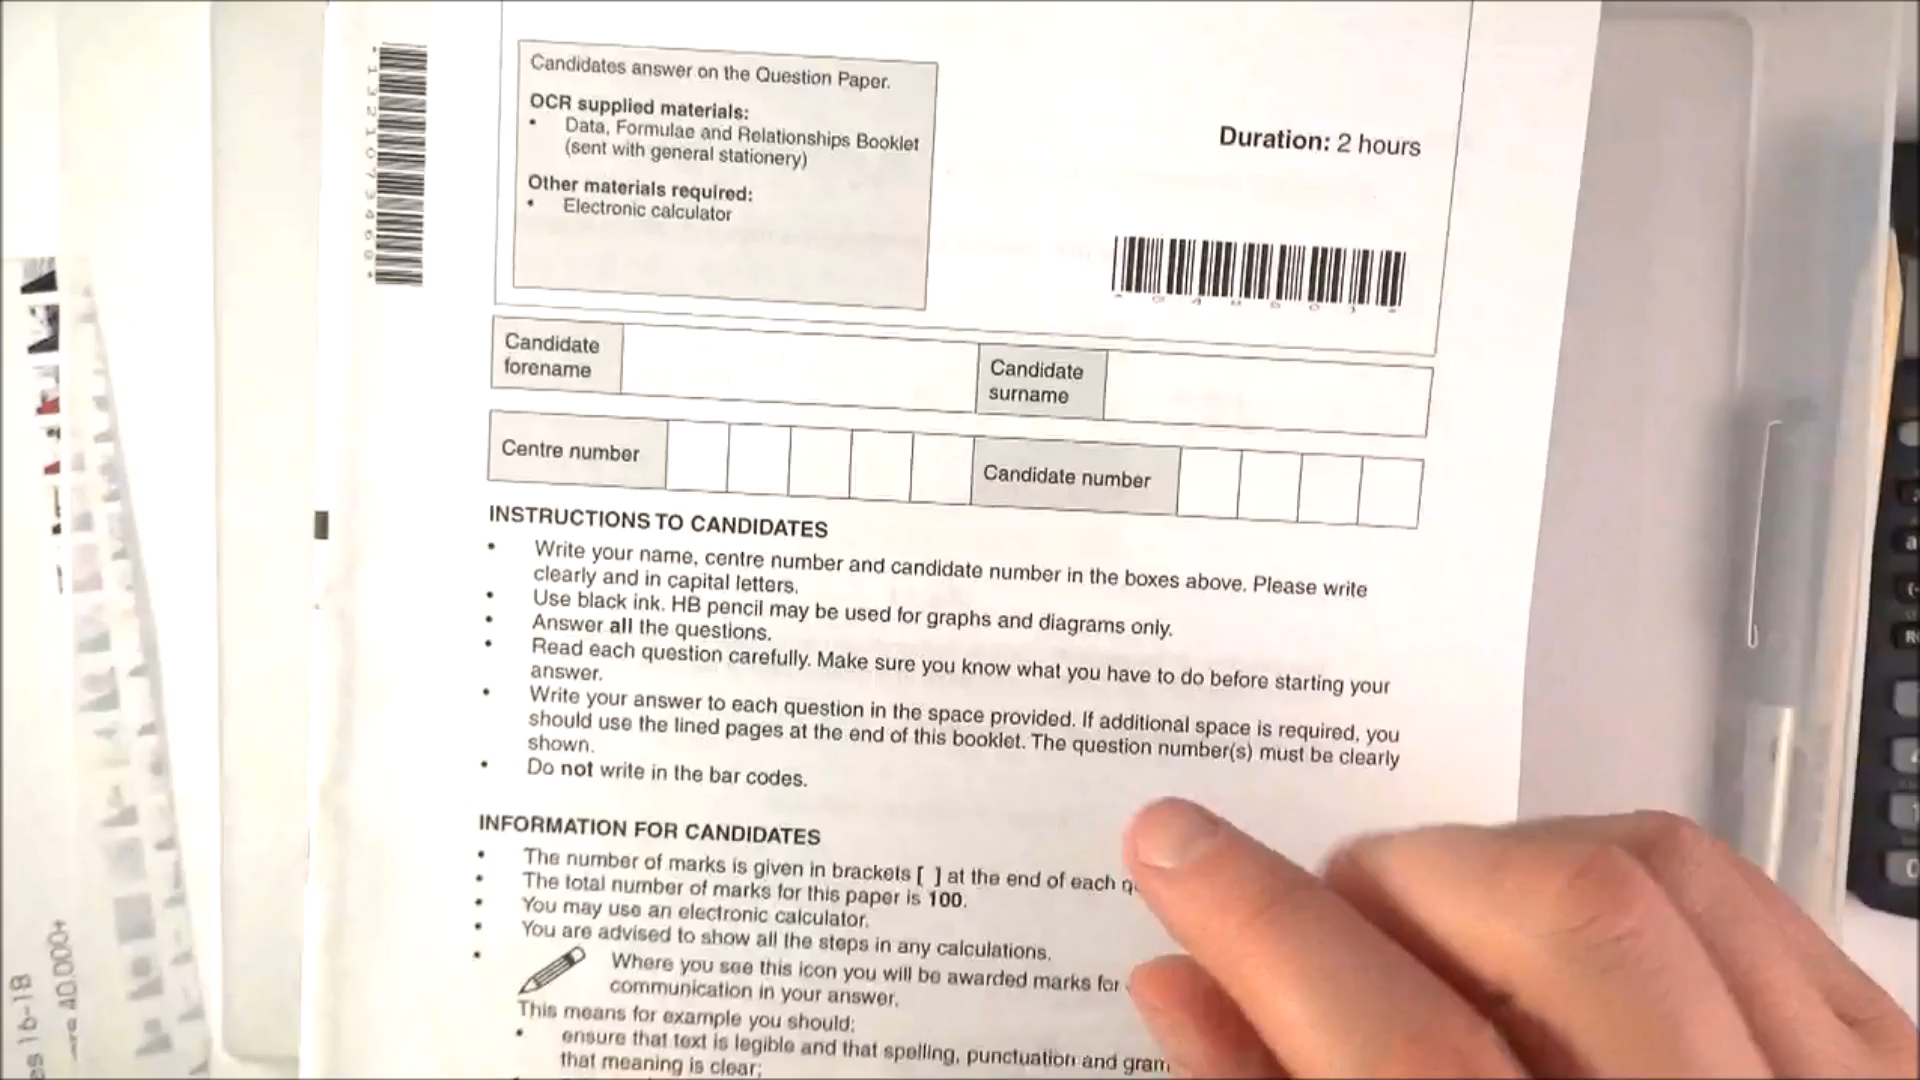 Candidates answer on the Question Paper.
OCR supplied materials:
• Data, Formulae and Relationships Booklet
(sent with general stationery)
Other materials required:
• Electronic calculator
Duration: 2 hours
Candidate
forename
Candidate
surname
Centre number
Candidate number
INSTRUCTIONS TO CANDIDATES
• Write your name, centre number and candidate number in the boxes above. Please write
clearly and in capital letters.
• Use black ink. HB pencil may be used for graphs and diagrams only.
• Answer all the questions.
• Read each question carefully. Make sure you know what you have to do before starting your
answer.
• Write your answer to each question in the space provided. If additional space is required, you
should use the lined pages at the end of this booklet. The question number(s) must be clearly
shown.
• Do not write in the bar codes.
INFORMATION FOR CANDIDATES
• The number of marks is given in brackets [ ] at the end of each
• The total number of marks for this paper is 100.
• You may use an electronic calculator.
• You are advised to show all the steps in any calculations.
• Where you see this icon you will be awarded marks for
communication in your answer.
This means for example you should:
• ensure that text is legible and that spelling, punctuation and gram
that meaning is clear;
es 16-18
40,000+